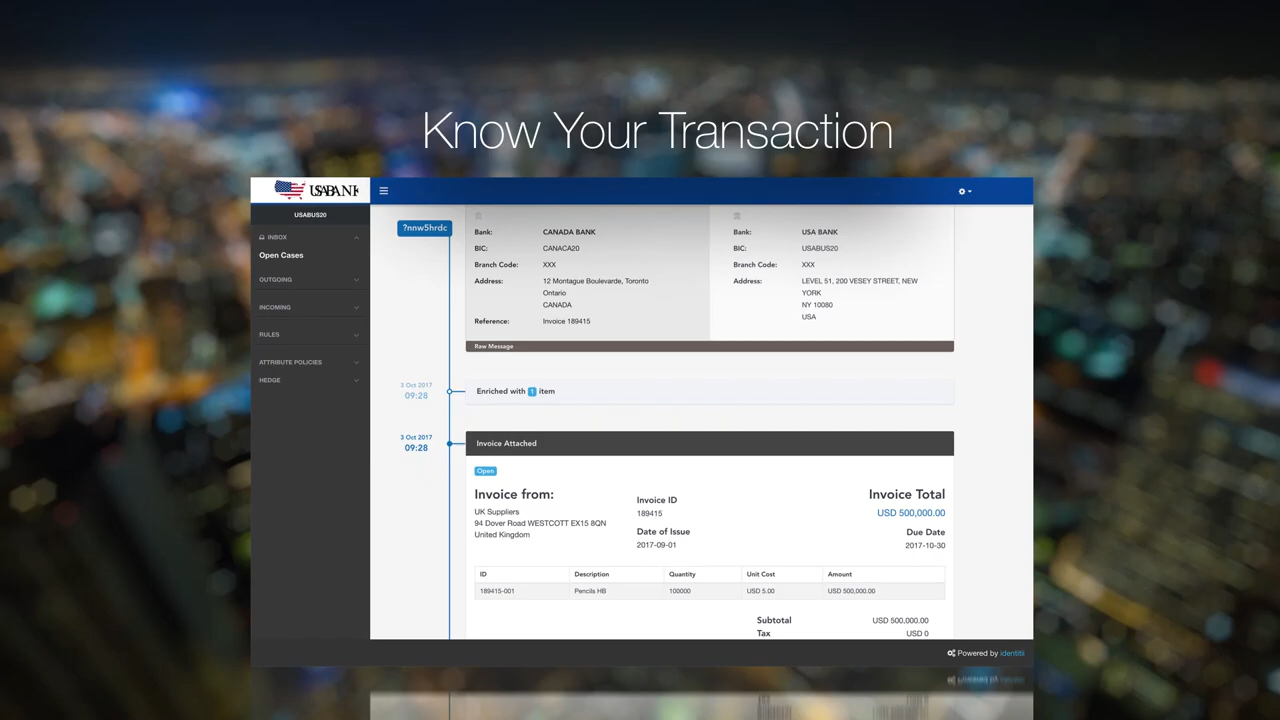 Know Your Transaction
USABANK
USABUS20
INBOX
Open Cases
OUTGOING
INCOMING
RULES
ATTRIBUTE POLICIES
HEDGE
?nnw5hrdc
Bank: CANADA BANK
BIC: CANACA20
Branch Code: XXX
Address: 12 Montague Boulevarde, Toronto
Ontario
CANADA
Reference: Invoice 189415
Bank: USA BANK
BIC: USABUS20
Branch Code: XXX
Address: LEVEL 51, 200 VESEY STREET, NEW
YORK
NY 10080
USA
Raw Message
3 Oct 2017
09:28
Enriched with 1 item
3 Oct 2017
09:28
Invoice Attached
Open
Invoice from:
UK Suppliers
94 Dover Road WESTCOTT EX15 8QN
United Kingdom
Invoice ID
189415
Date of Issue
2017-09-01
Invoice Total
USD 500,000.00
Due Date
2017-10-30
ID Description Quantity Unit Cost Amount
189415-001 Pencils HB 100000 USD 5.00 USD 500,000.00
Subtotal USD 500,000.00
Tax USD 0
Powered by identitii